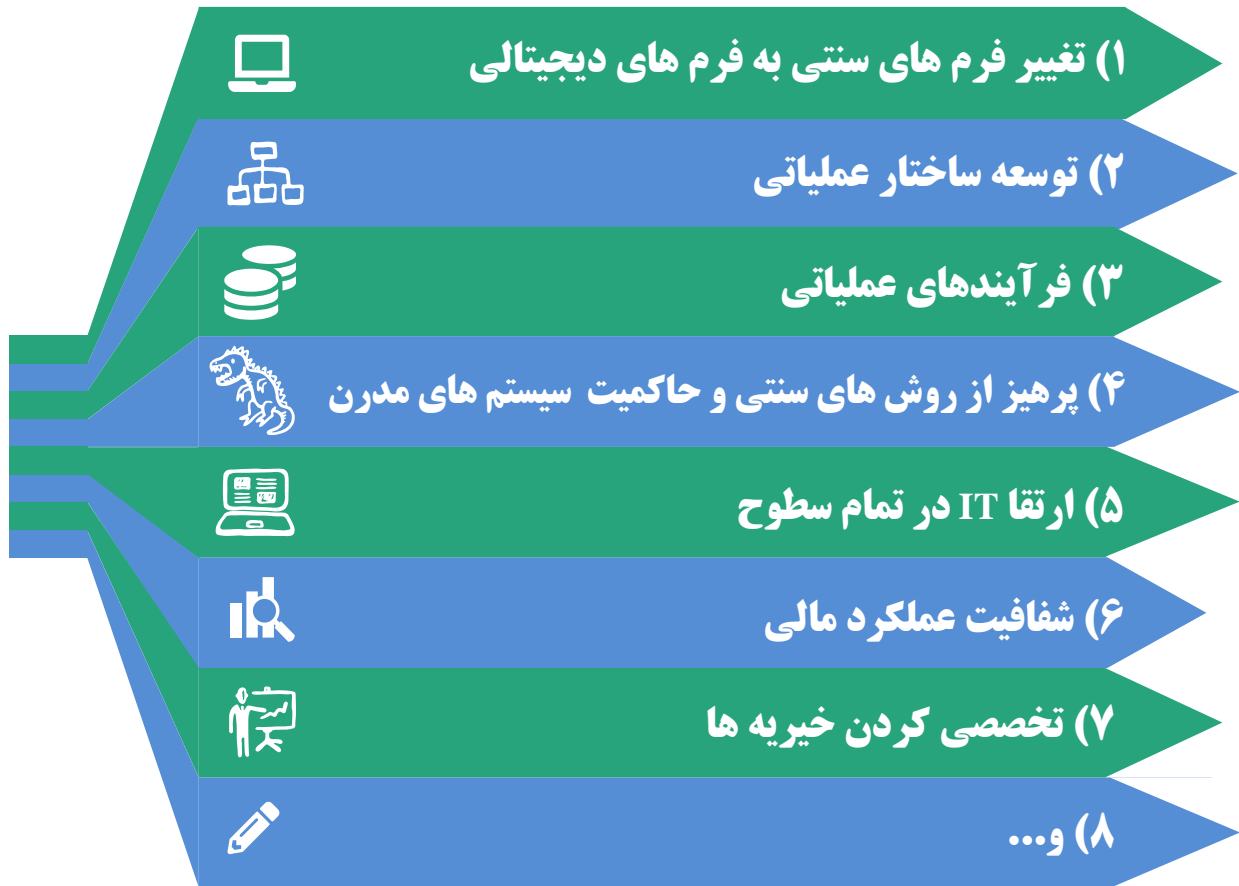 ۱) تغییر فرم های سنتی به فرم های دیجیتالی
۲) توسعه ساختار عملیاتی
۳) فرآیندهای عملیاتی
۴) پرهیز از روش های سنتی و حاکمیت سیستم های مدرن
۵) ارتقا IT در تمام سطوح
۶) شفافیت عملکرد مالی
۷) تخصصی کردن خیریه ها
۸) و...